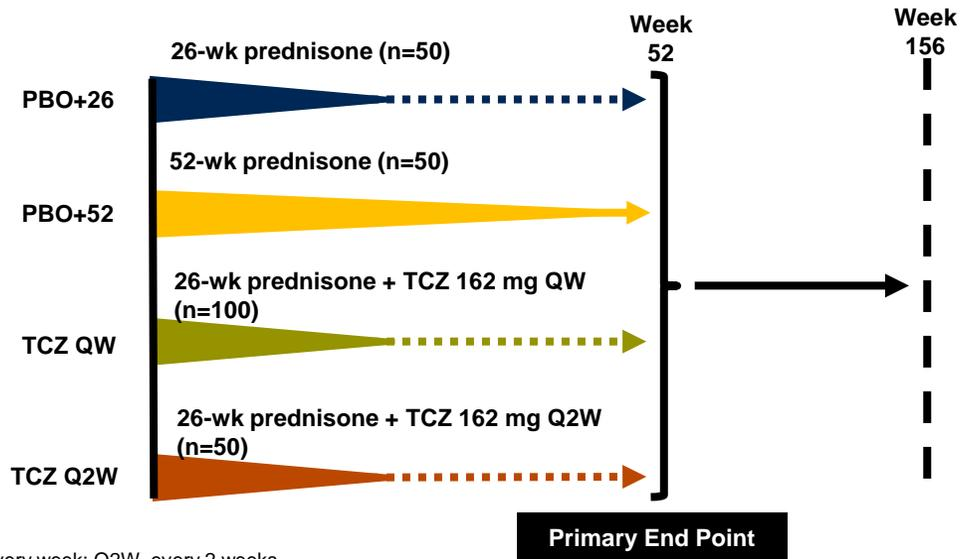 Week
52
Week
156
26-wk prednisone (n=50)
PBO+26
52-wk prednisone (n=50)
PBO+52
26-wk prednisone + TCZ 162 mg QW
(n=100)
TCZ QW
26-wk prednisone + TCZ 162 mg Q2W
(n=50)
TCZ Q2W
Primary End Point
week; Q2W, every 2 weeks